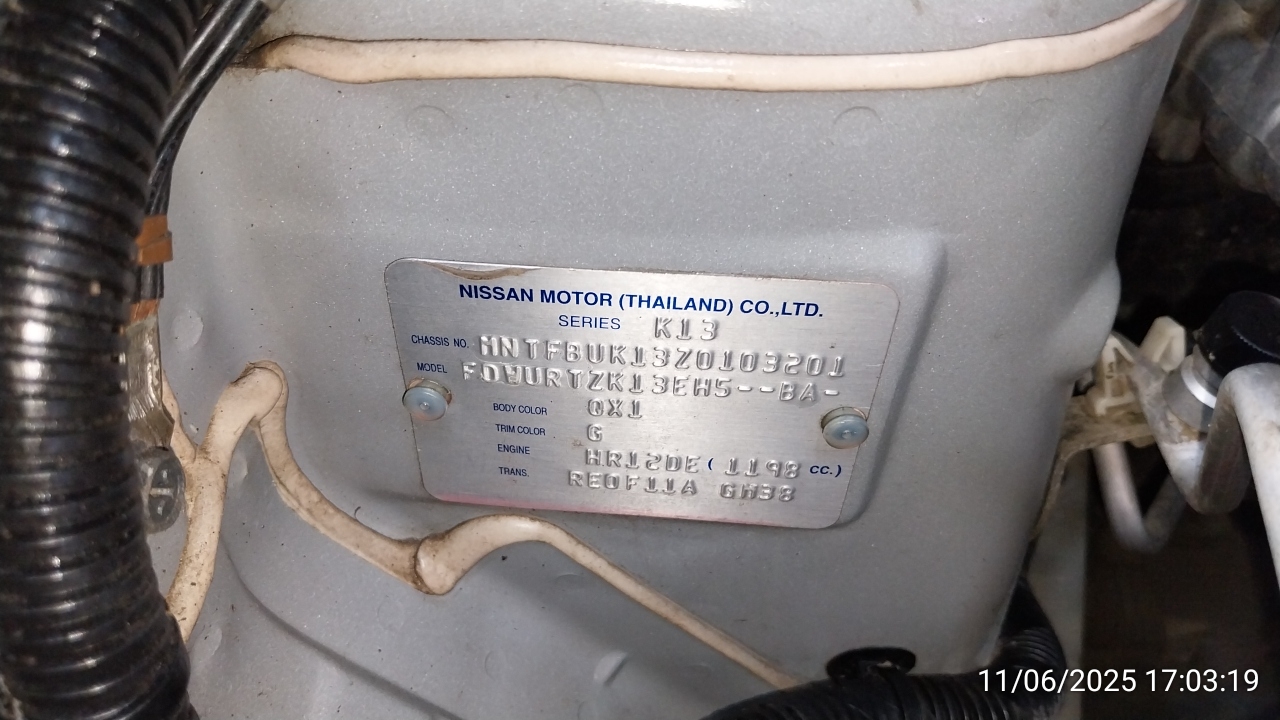 NISSAN MOTOR (THAILAND) CO.,LTD.
SERIES K13
CHASSIS NO. MNTFBUK13Z0103201
MODEL FDWURTZK13EH5--BA-
BODY COLOR QX1
TRIM COLOR G
ENGINE HR12DE ( 1198 CC.)
TRANS. RE0F11A GH38
11/06/2025 17:03:19